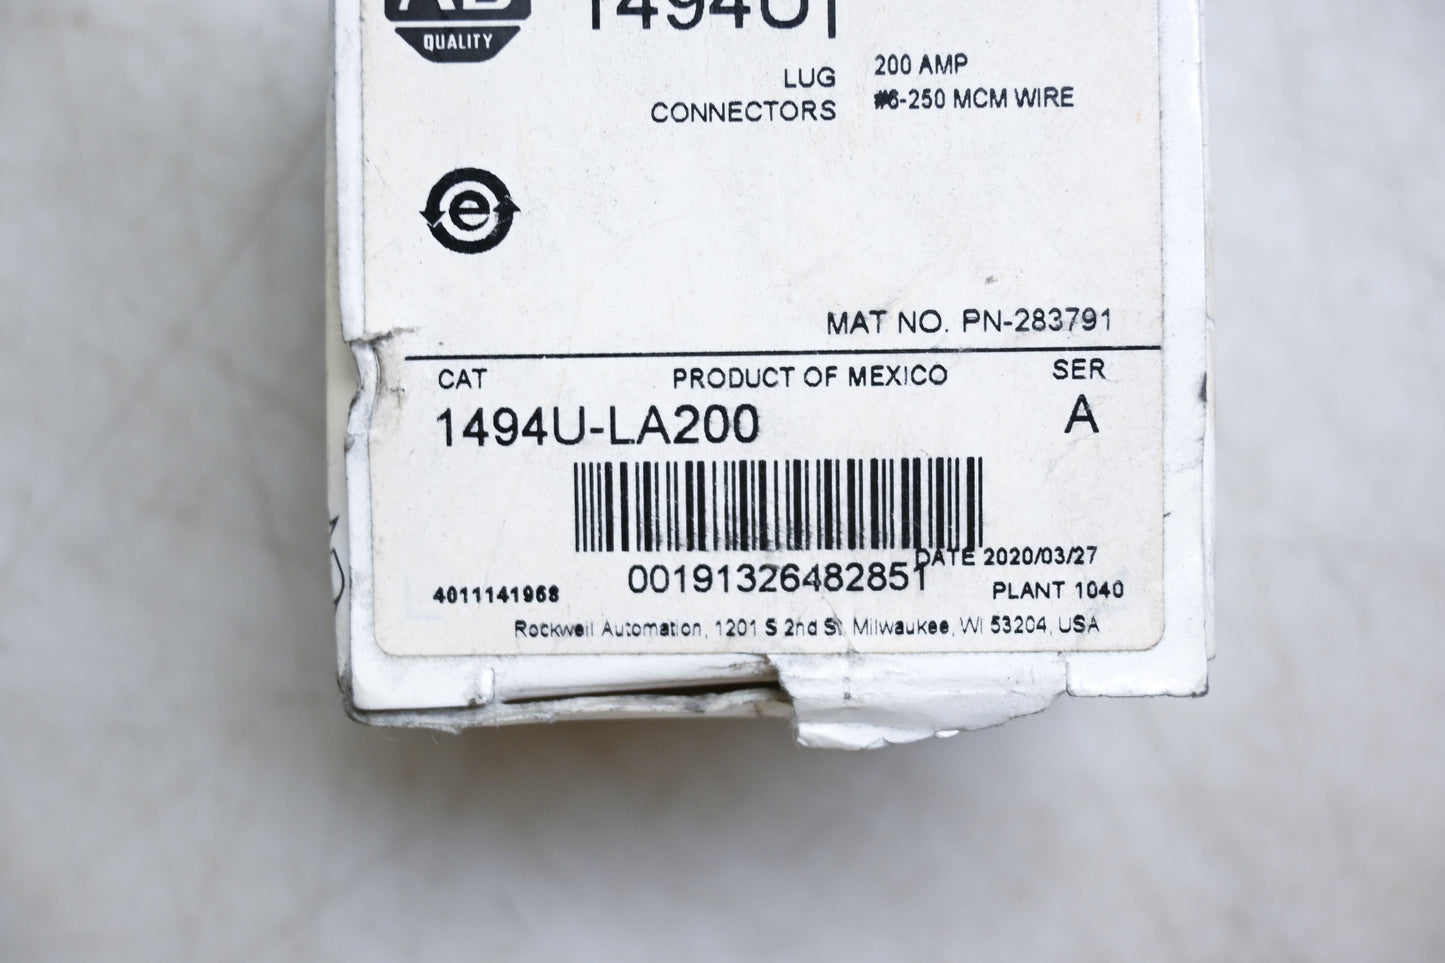 QUALITY
1494U
LUG CONNECTORS
200 AMP
#6-250 MCM WIRE
e
MAT NO. PN-283791
CAT PRODUCT OF MEXICO SER
1494U-LA200 A
DATE 2020/03/27
00191326482851
4011141968 PLANT 1040
Rockwell Automation, 1201 S 2nd St. Milwaukee, WI 53204, USA